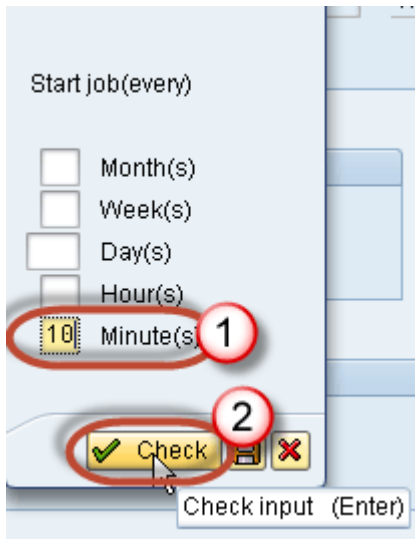 Start job(every)
Month(s)
Week(s)
Day(s)
Hour(s)
10 Minute(s) 1
2
Check
Check input (Enter)